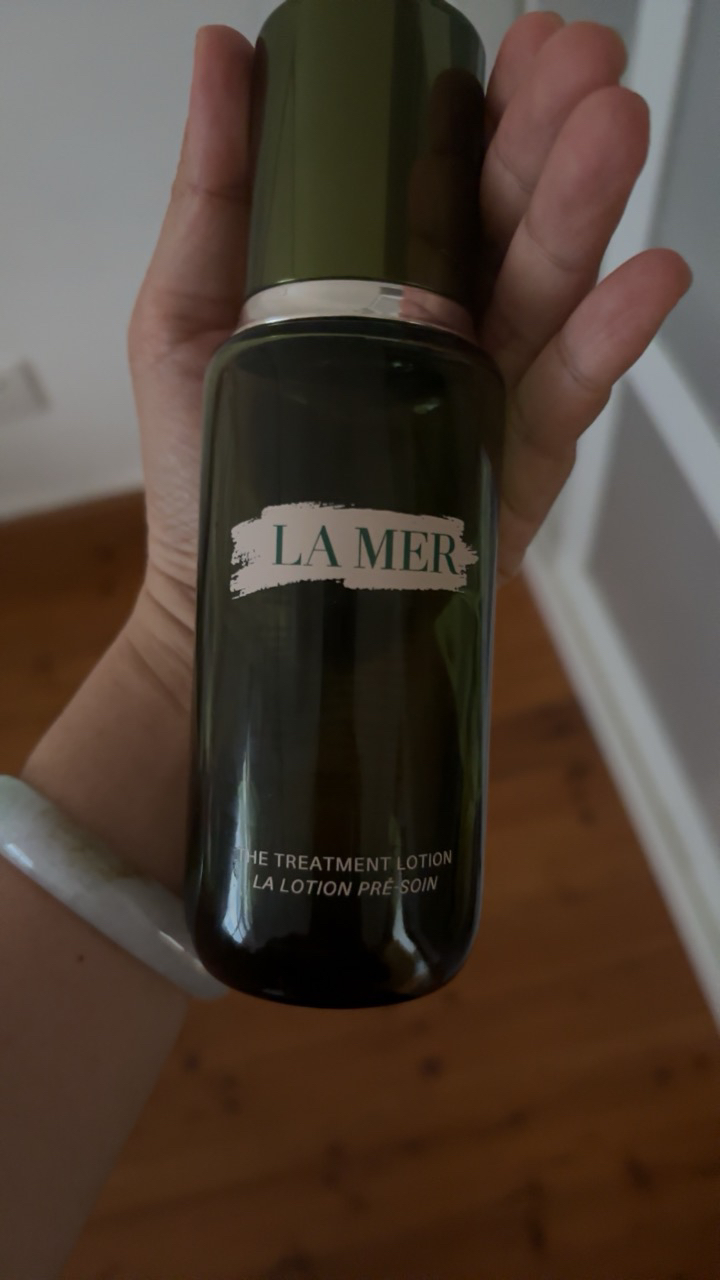 LA MER
THE TREATMENT LOTION
LA LOTION PRÉ-SOIN